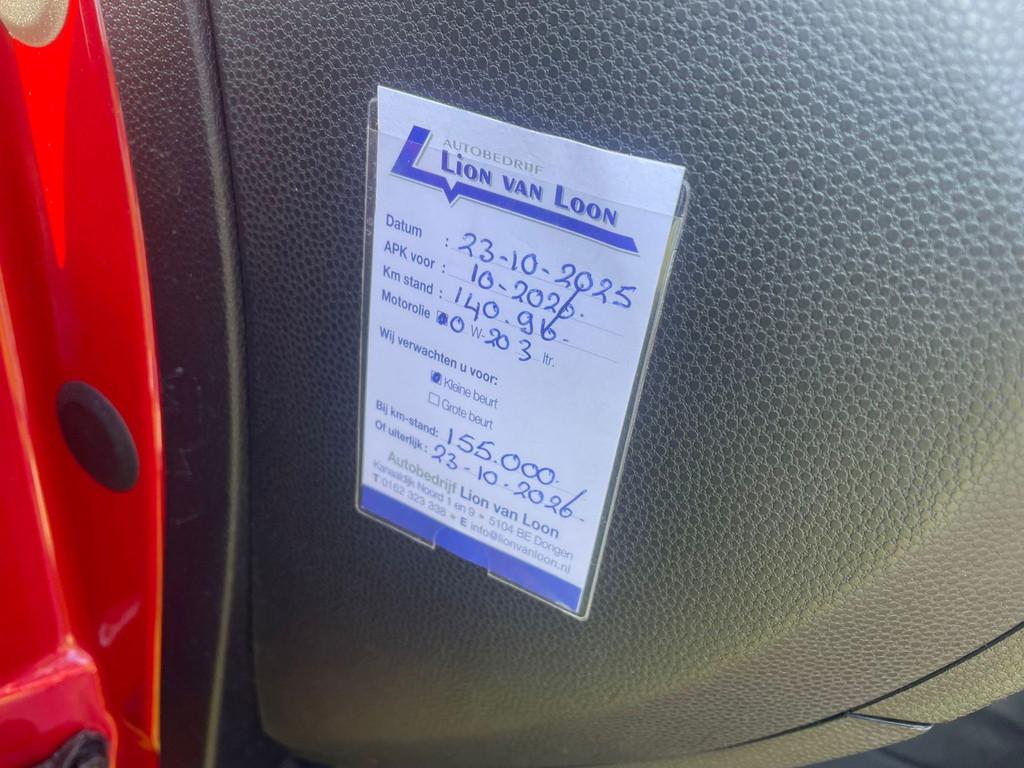 AUTOBEDRIJF
LION VAN LOON
Datum : 23-10-2025
APK voor : 10-2026.
Km stand : 140.96.
Motorolie 0 W-20 3 ltr.
Wij verwachten u voor:
Kleine beurt
Grote beurt
Bij km-stand: 155.000.
Of uiterlijk: 23-10-2026.
Autobedrijf Lion van Loon
Kanaaldijk Noord 1 en 9 • 5104 BE Dongen
T 0162 323 338 • E info@lionvanloon.nl